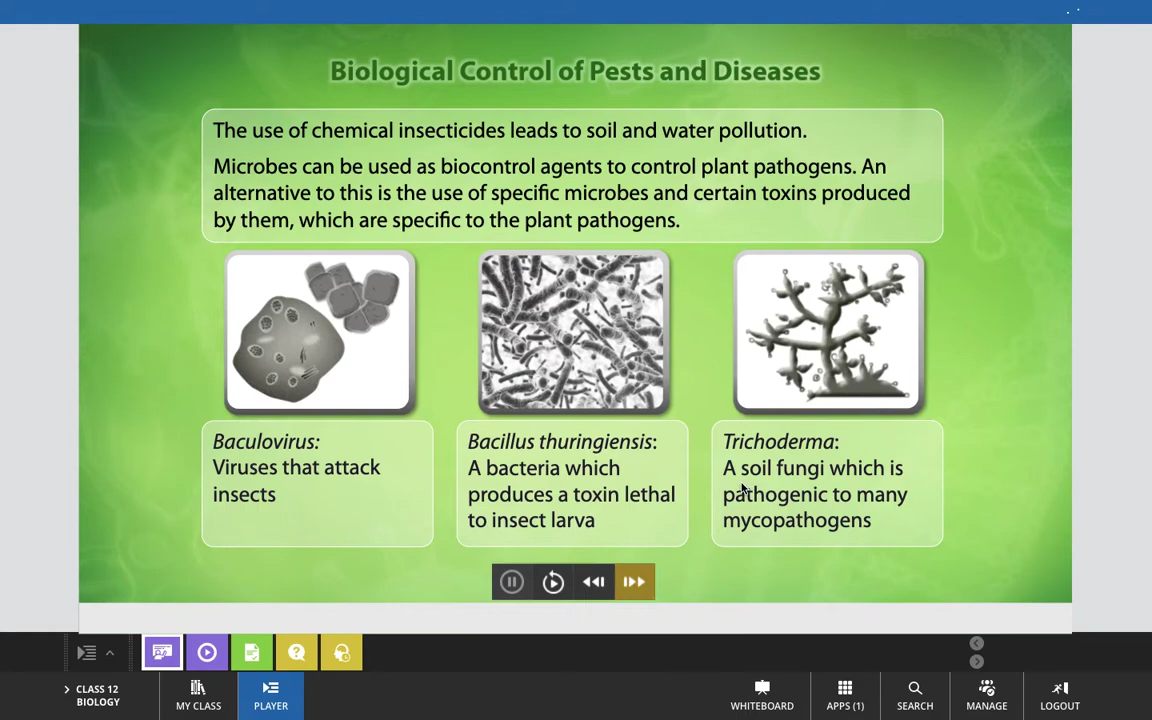 Biological Control of Pests and Diseases
The use of chemical insecticides leads to soil and water pollution.
Microbes can be used as biocontrol agents to control plant pathogens. An
alternative to this is the use of specific microbes and certain toxins produced
by them, which are specific to the plant pathogens.
Baculovirus:
Viruses that attack
insects
Bacillus thuringiensis:
A bacteria which
produces a toxin lethal
to insect larva
Trichoderma:
A soil fungi which is
pathogenic to many
mycopathogens
CLASS 12
BIOLOGY
MY CLASS
PLAYER
WHITEBOARD
APPS (1)
SEARCH
MANAGE
LOGOUT